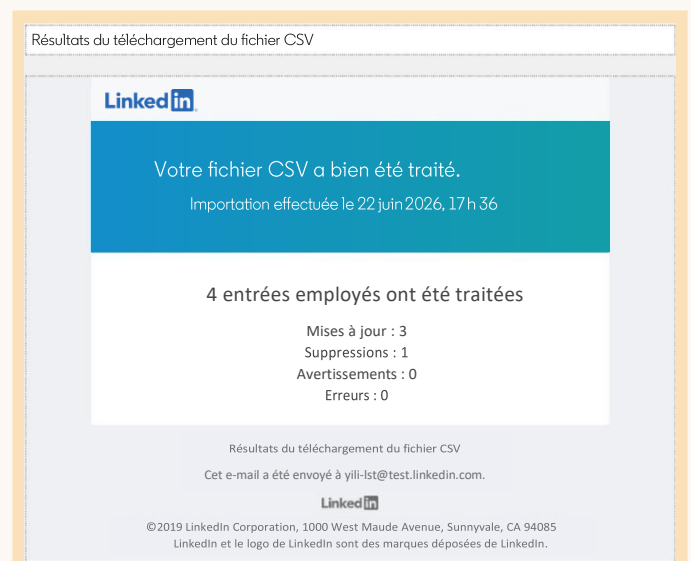 Résultats du téléchargement du fichier CSV
LinkedIn
Votre fichier CSV a bien été traité.
Importation effectuée le 22 juin 2026, 17 h 36
4 entrées employés ont été traitées
Mises à jour : 3
Suppressions : 1
Avertissements : 0
Erreurs : 0
Résultats du téléchargement du fichier CSV
Cet e-mail a été envoyé à yili-lst@test.linkedin.com.
LinkedIn
©2019 LinkedIn Corporation, 1000 West Maude Avenue, Sunnyvale, CA 94085
LinkedIn et le logo de LinkedIn sont des marques déposées de LinkedIn.